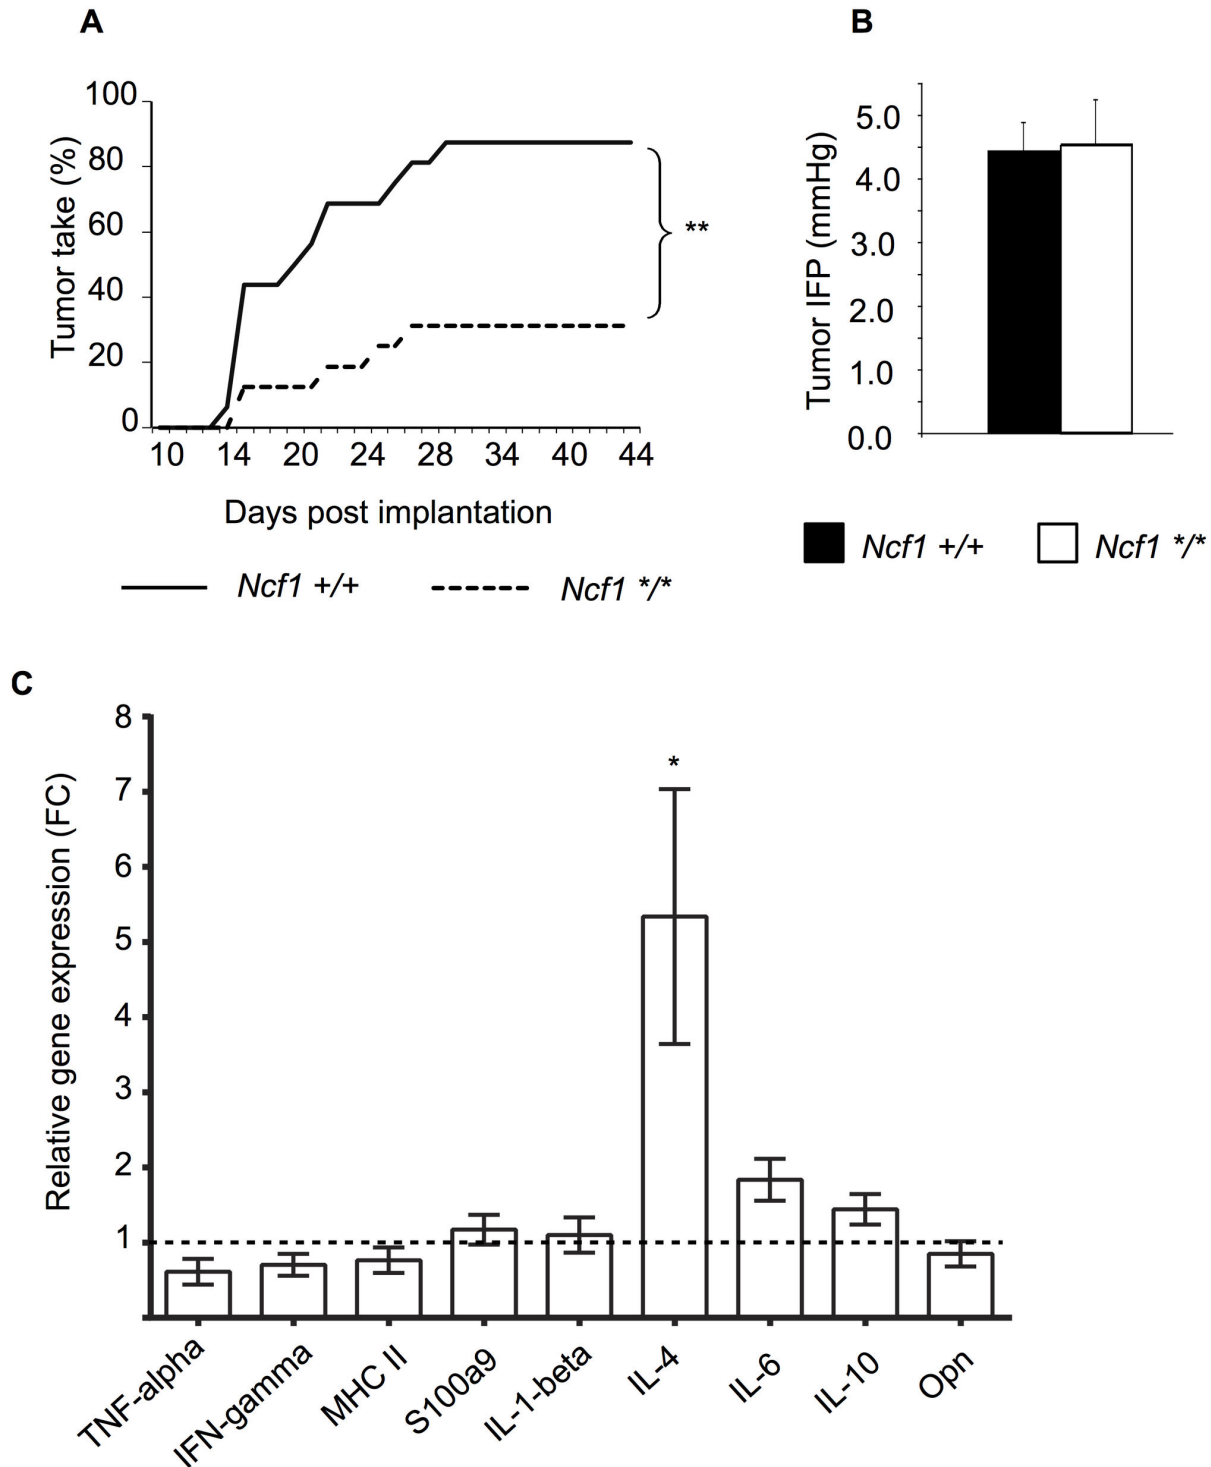 A
Tumor take (%)
100
80
60
40
20
0
10 14 20 24 28 34 40 44
**
Days post implantation
Ncf1 +/+ Ncf1 */*
B
Tumor IFP (mmHg)
5.0
4.0
3.0
2.0
1.0
0.0
Ncf1 +/+ Ncf1 */*
C
Relative gene expression (FC)
8
7
6
5
4
3
2
1
*
TNF-alpha
IFN-gamma
MHC II
S100a9
IL-1-beta
IL-4
IL-6
IL-10
Opn